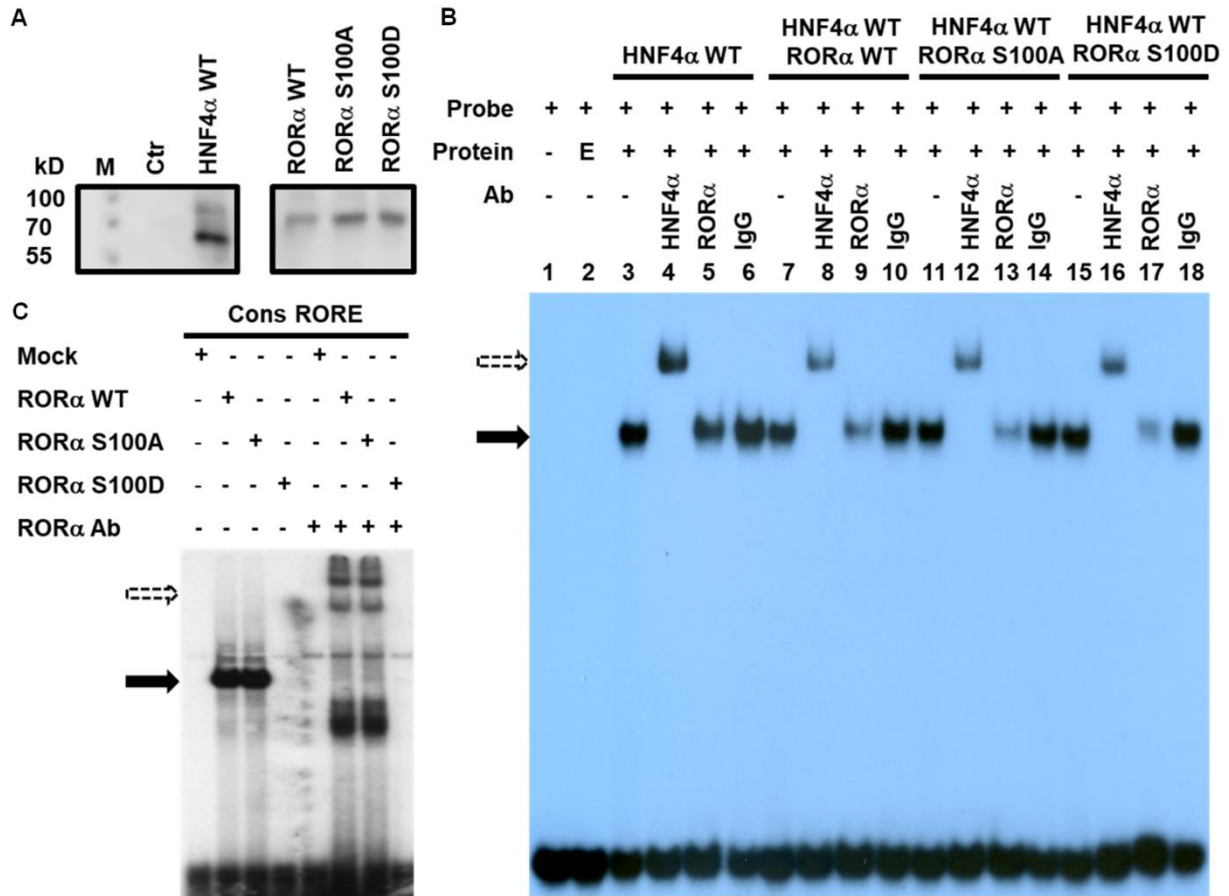 A
HNF4α WT
RORα WT
RORα S100A
RORα S100D
kD M Ctr
100
70
55
B
HNF4α WT
HNF4α WT
RORα WT
HNF4α WT
RORα S100A
HNF4α WT
RORα S100D
Probe + + + + + + + + + + + + + + + + + +
Protein - E + + + + + + + + + + + + + + + +
Ab - - - HNF4α RORα IgG - HNF4α RORα IgG - HNF4α RORα IgG - HNF4α RORα IgG
1 2 3 4 5 6 7 8 9 10 11 12 13 14 15 16 17 18
C
Cons RORE
Mock + - - - + - - -
RORα WT - + - - - + - -
RORα S100A - - + - - - + -
RORα S100D - - - + - - - +
RORα Ab - - - - + + + +